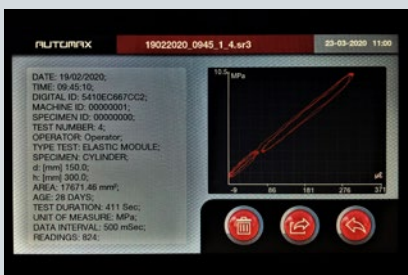 AUTOMAX
19022020_0945_1_4.sr3
23-03-2020 11:00
DATE: 19/02/2020;
TIME: 09:45:10;
DIGITAL ID: 5410EC667CC2;
MACHINE ID: 00000001;
SPECIMEN ID: 00000000;
TEST NUMBER: 4;
OPERATOR: Operator;
TYPE TEST: ELASTIC MODULE;
SPECIMEN: CYLINDER;
d: [mm] 150.0;
h: [mm] 300.0;
AREA: 17671.46 mm²;
AGE: 28 DAYS;
TEST DURATION: 411 Sec;
UNIT OF MEASURE: MPa;
DATA INTERVAL: 500 mSec;
READINGS: 824;
10.5 MPa
µE
-9 86 181 276 371